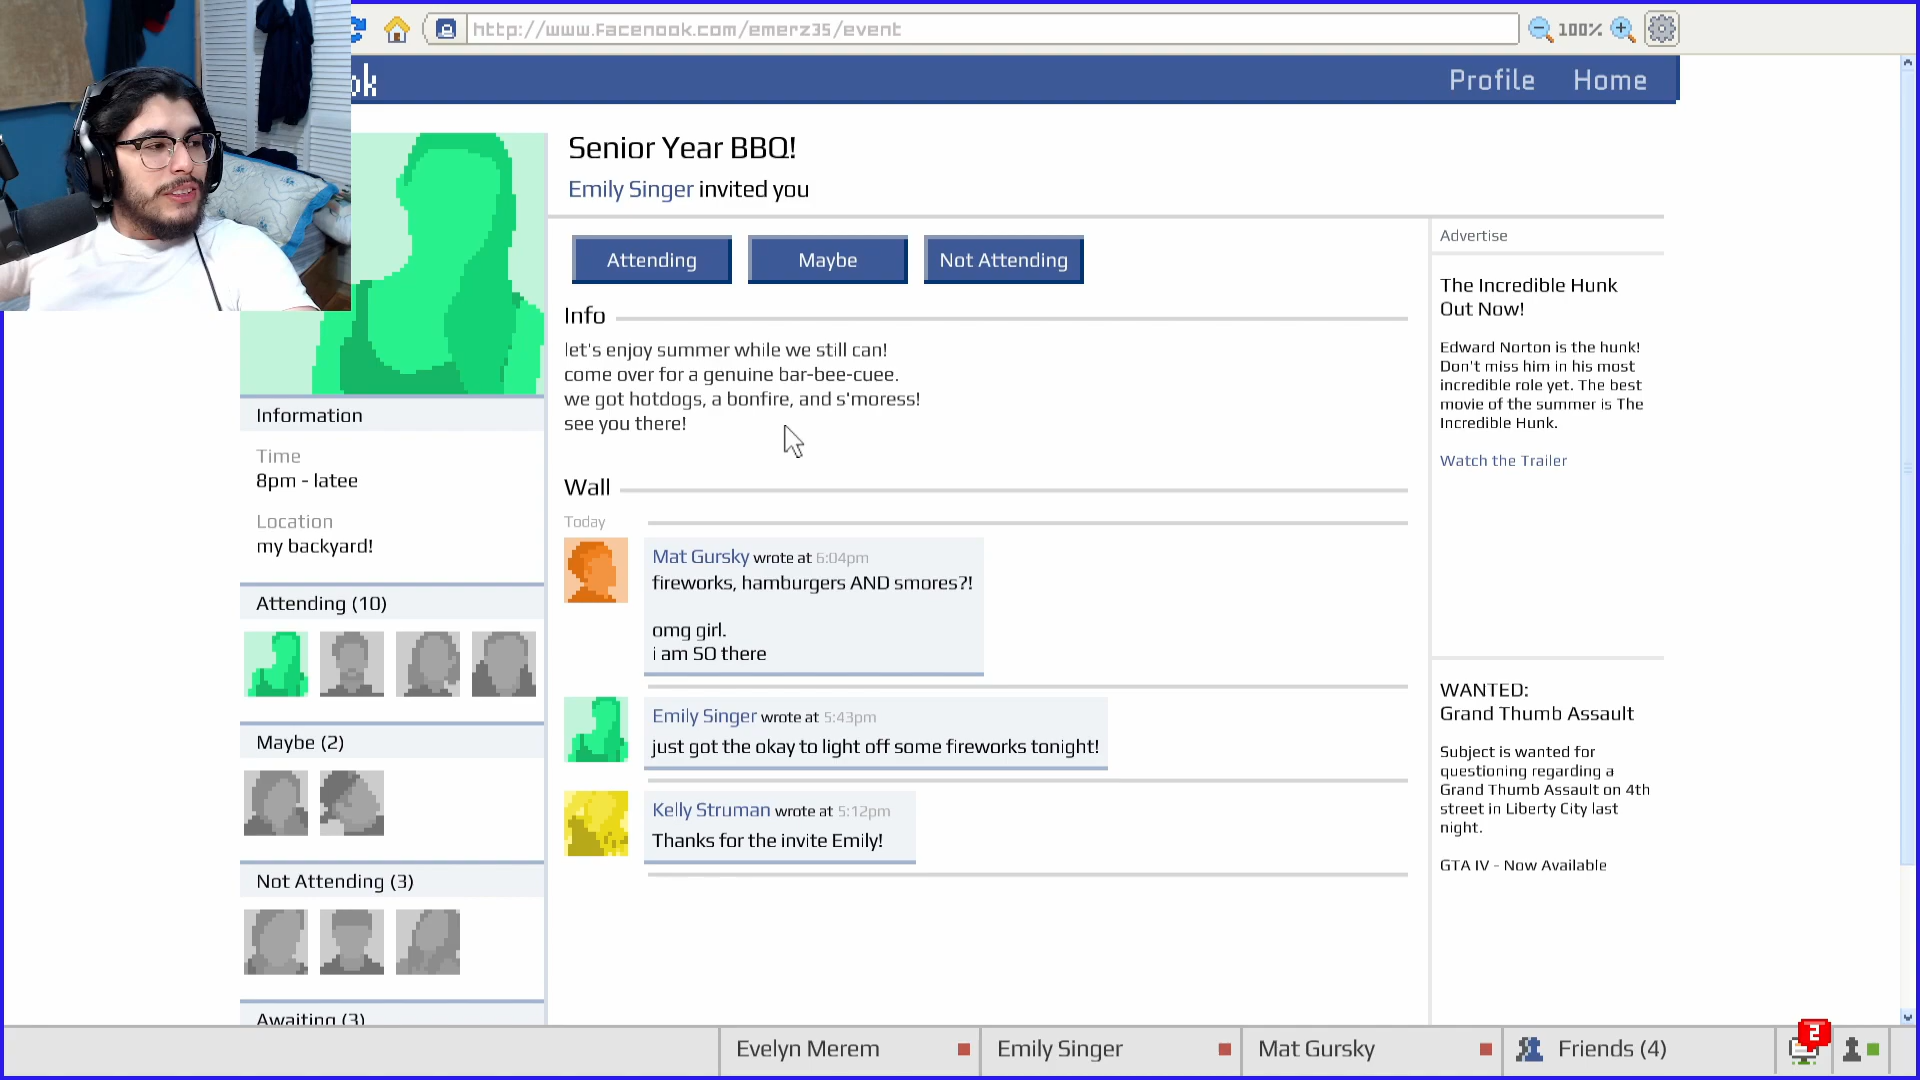 http://www.Facenook.com/emerz35/event
100%
ok
Profile
Home
Senior Year BBQ!
Emily Singer invited you
Attending
Maybe
Not Attending
Info
let's enjoy summer while we still can!
come over for a genuine bar-bee-cuee.
we got hotdogs, a bonfire, and s'moress!
see you there!
Information
Time
8pm - latee
Location
my backyard!
Attending (10)
Maybe (2)
Not Attending (3)
Awaiting (3)
Wall
Today
Mat Gursky wrote at 6:04pm
fireworks, hamburgers AND smores?!
omg girl.
i am SO there
Emily Singer wrote at 5:43pm
just got the okay to light off some fireworks tonight!
Kelly Struman wrote at 5:12pm
Thanks for the invite Emily!
Advertise
The Incredible Hunk
Out Now!
Edward Norton is the hunk!
Don't miss him in his most
incredible role yet. The best
movie of the summer is The
Incredible Hunk.
Watch the Trailer
WANTED:
Grand Thumb Assault
Subject is wanted for
questioning regarding a
Grand Thumb Assault on 4th
street in Liberty City last
night.
GTA IV - Now Available
Evelyn Merem
Emily Singer
Mat Gursky
Friends (4)
2